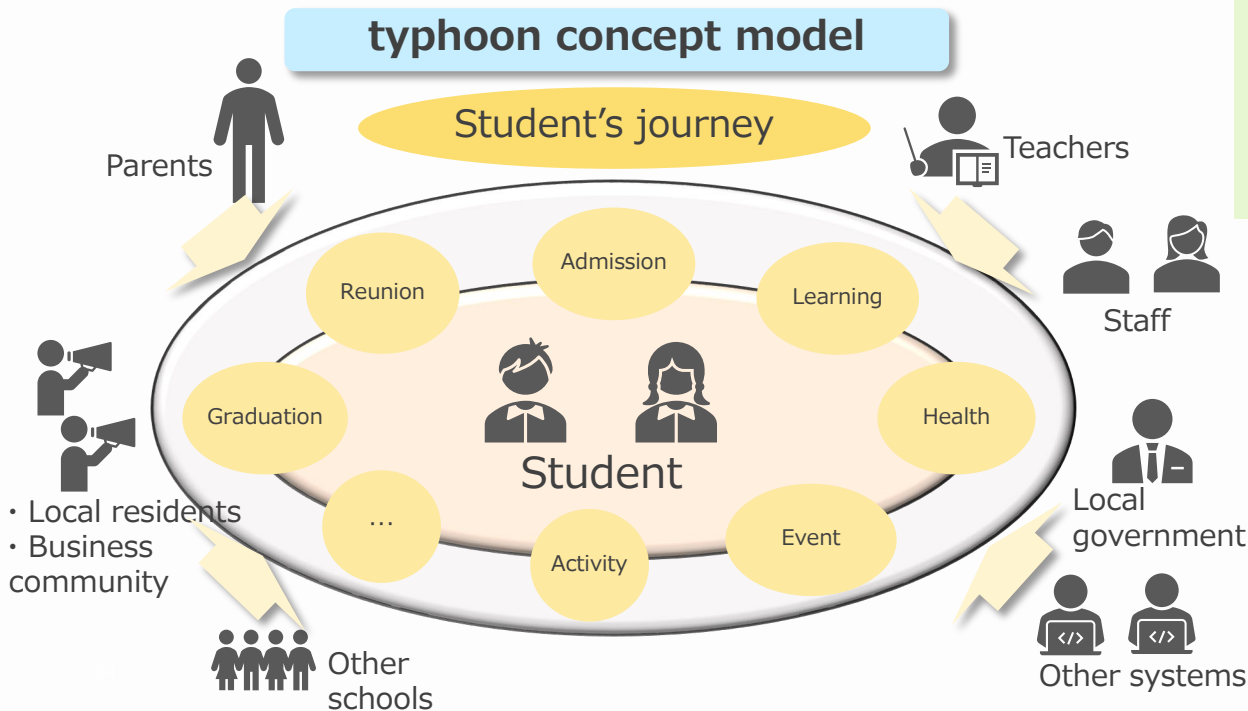 typhoon concept model
Student’s journey
Parents
Teachers
Admission
Reunion
Learning
Staff
Graduation
Health
Student
・Local residents
・Business
community
Local
government
...
Event
Activity
</>
</>
Other
schools
Other systems